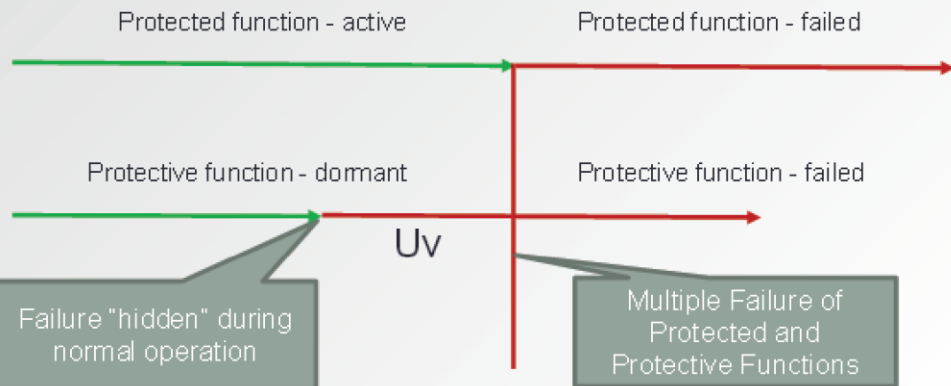 Protected function - active
Protected function - failed
Protective function - dormant
Protective function - failed
Uv
Failure "hidden" during
normal operation
Multiple Failure of
Protected and
Protective Functions